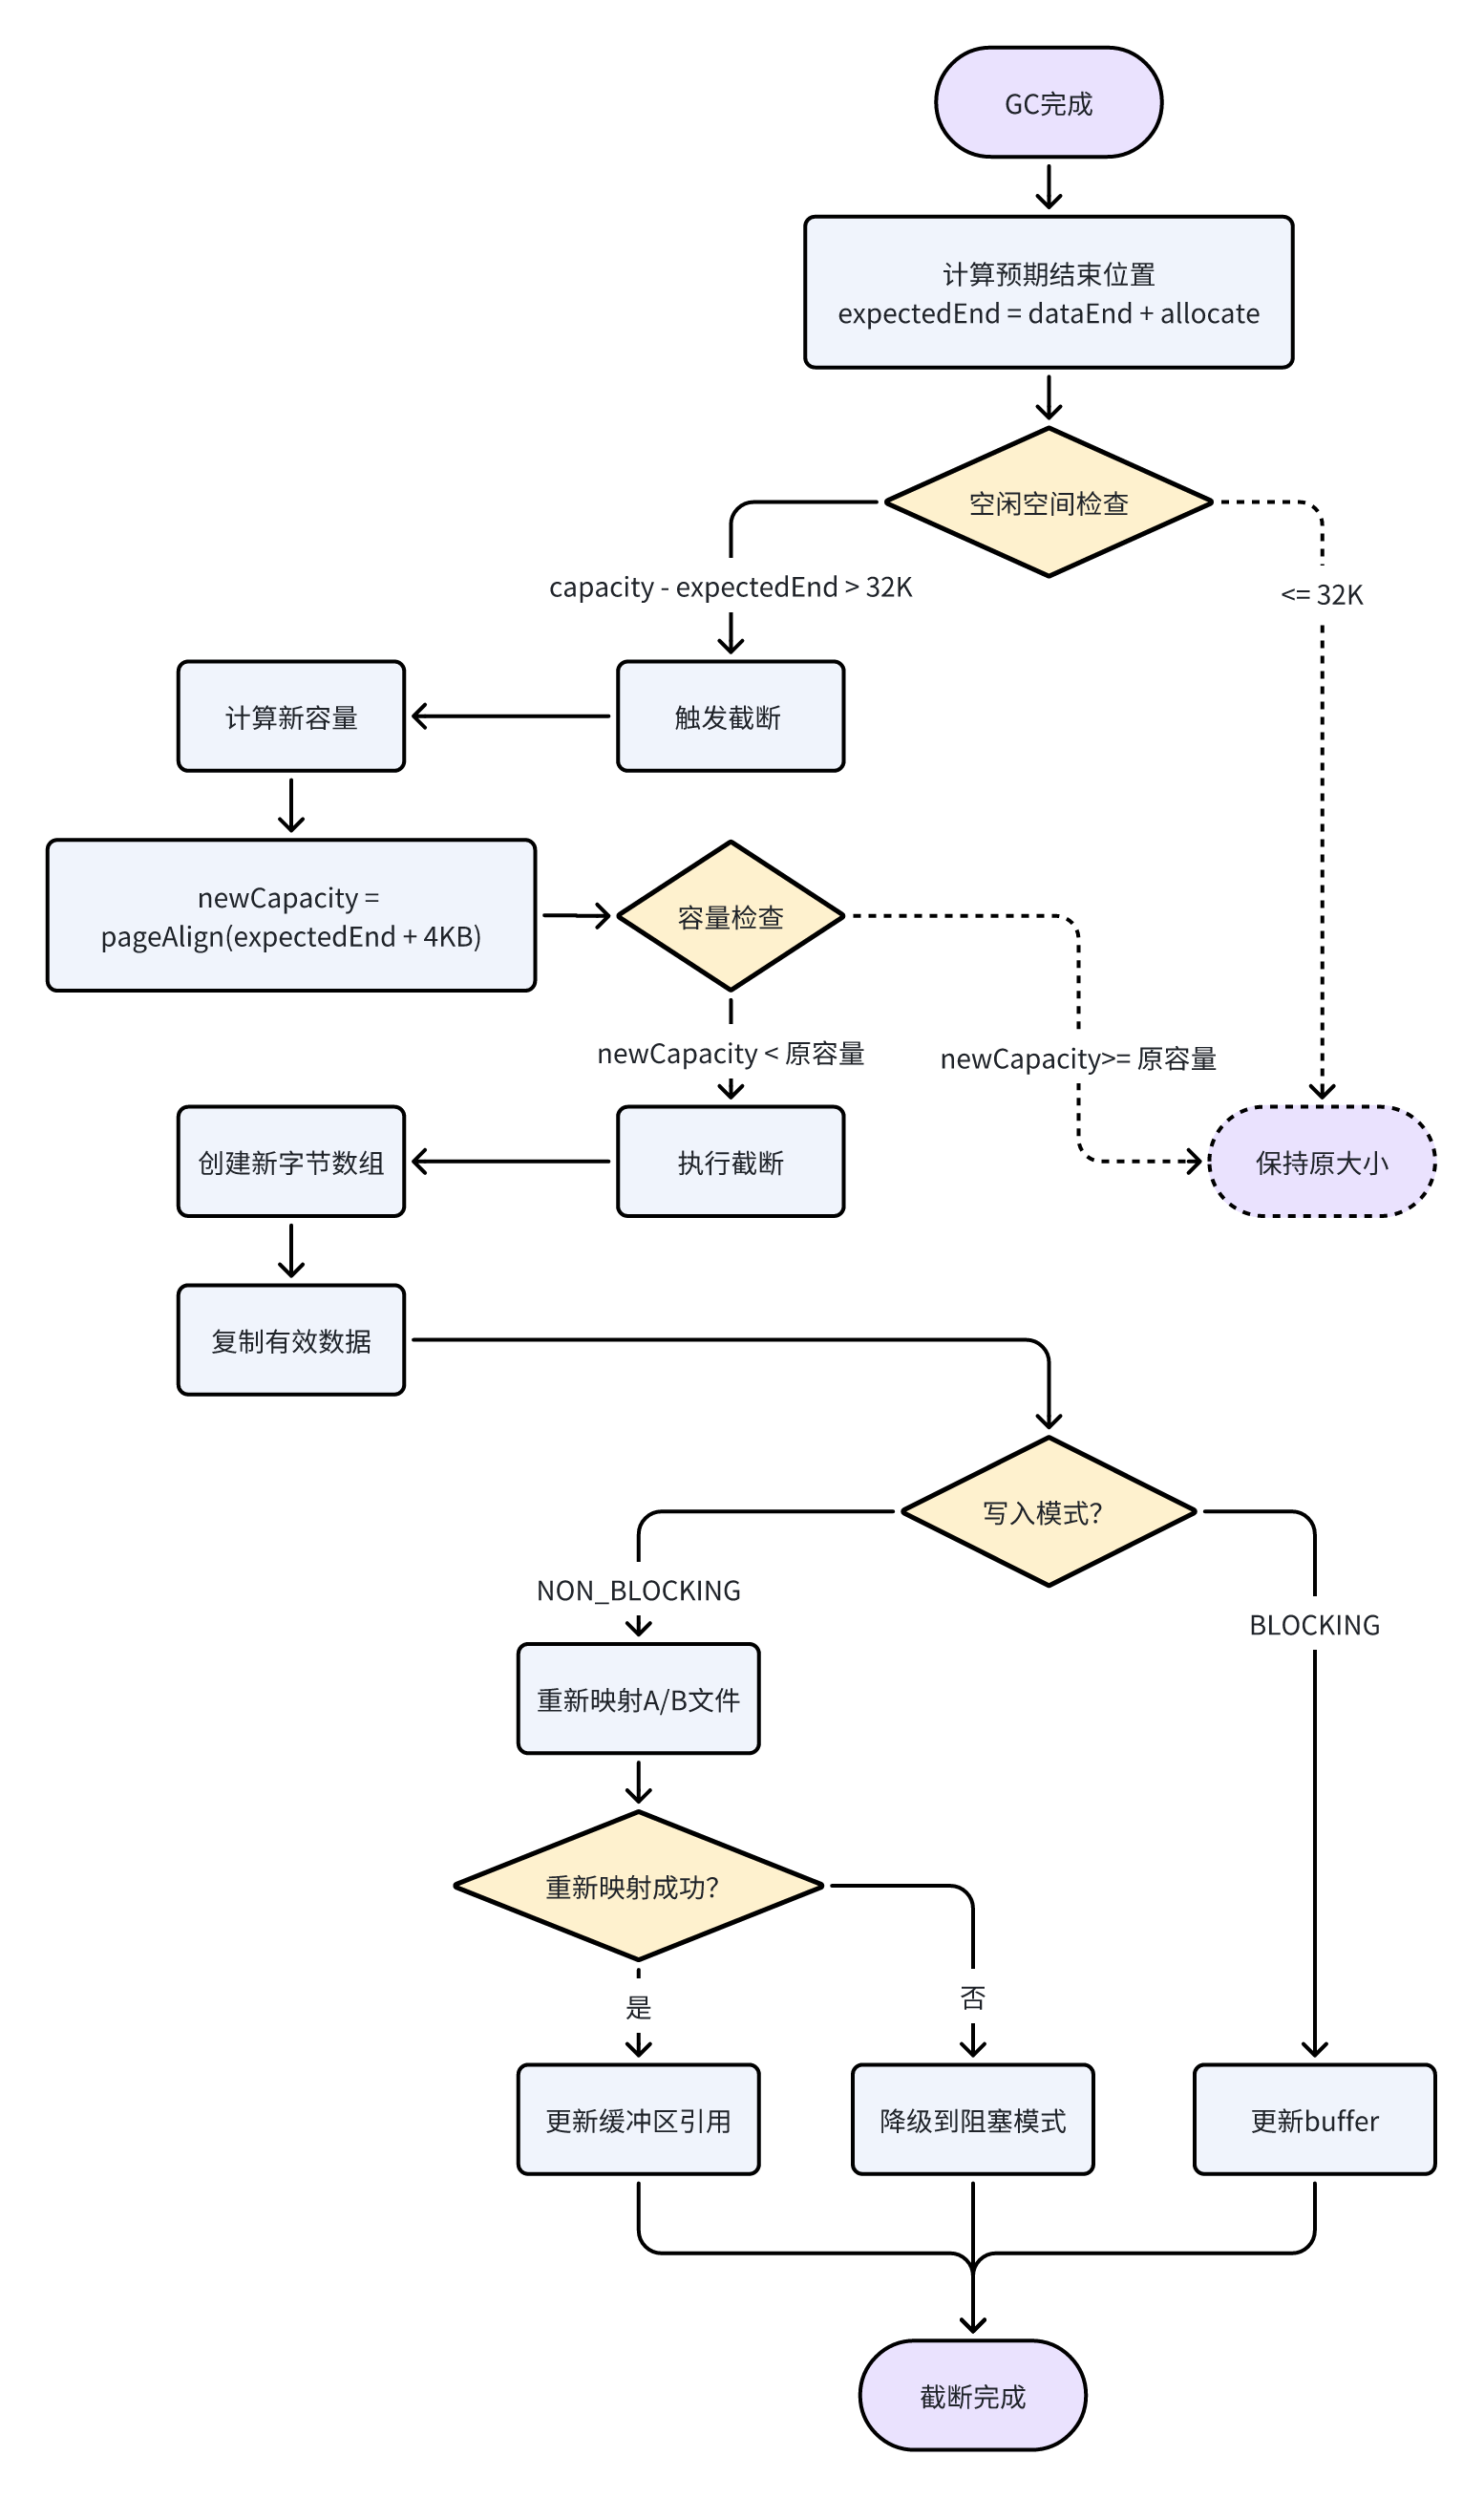 GC完成
计算预期结束位置
expectedEnd = dataEnd + allocate
空闲空间检查
capacity - expectedEnd > 32K
<= 32K
触发截断
计算新容量
newCapacity =
pageAlign(expectedEnd + 4KB)
容量检查
newCapacity < 原容量
newCapacity>= 原容量
执行截断
创建新字节数组
保持原大小
复制有效数据
写入模式?
NON_BLOCKING
BLOCKING
重新映射A/B文件
重新映射成功?
是
否
更新缓冲区引用
降级到阻塞模式
更新buffer
截断完成